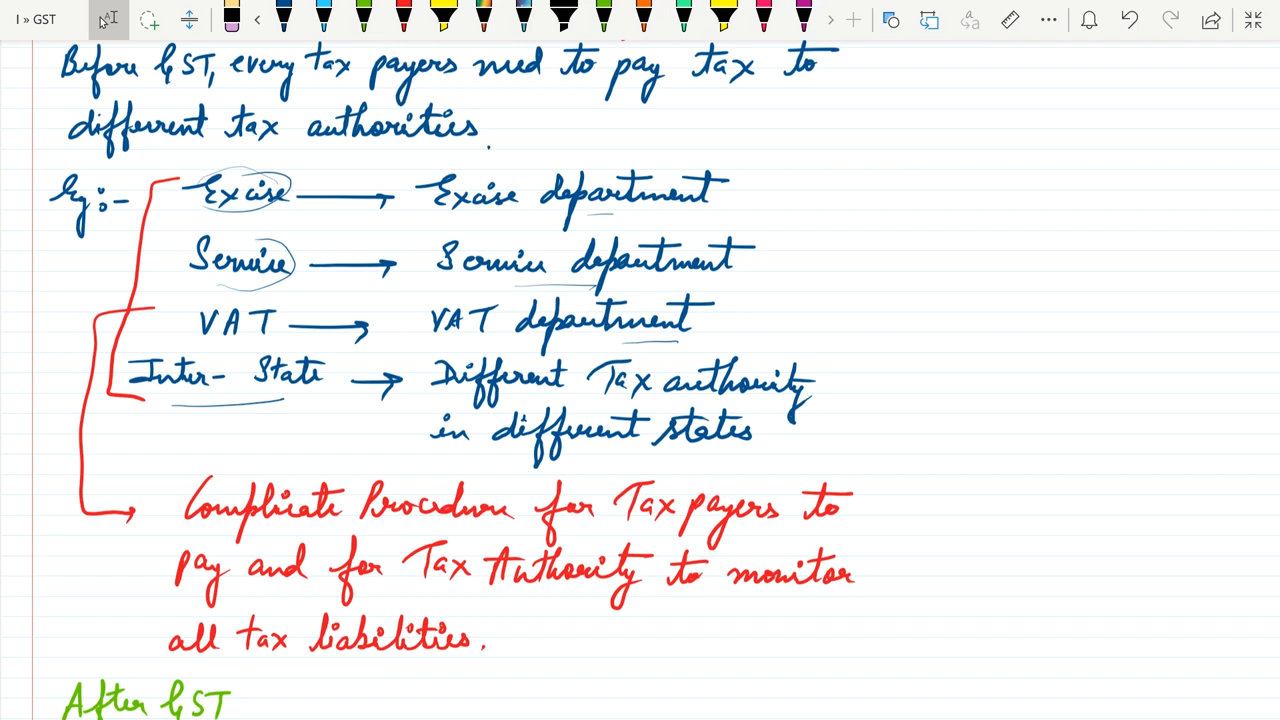 I » GST
Before GST, every tax payers need to pay tax to
different tax authorities.
Eg:- Excise → Excise department
Service → Service department
VAT → VAT department
Inter-State → Different Tax authority
in different states
Complicate Procedure for Tax payers to
pay and for Tax Authority to monitor
all tax liabilities.
After GST